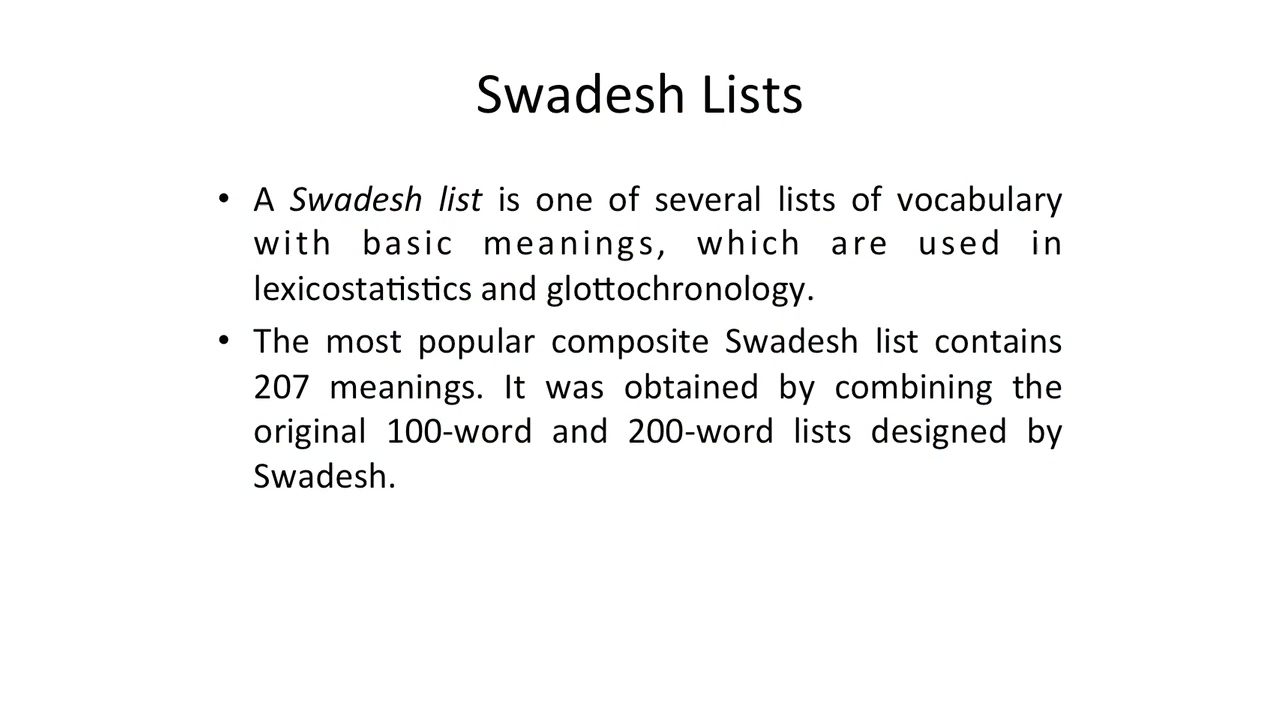 Swadesh Lists
• A Swadesh list is one of several lists of vocabulary
with basic meanings, which are used in
lexicostatistics and glottochronology.
• The most popular composite Swadesh list contains
207 meanings. It was obtained by combining the
original 100-word and 200-word lists designed by
Swadesh.